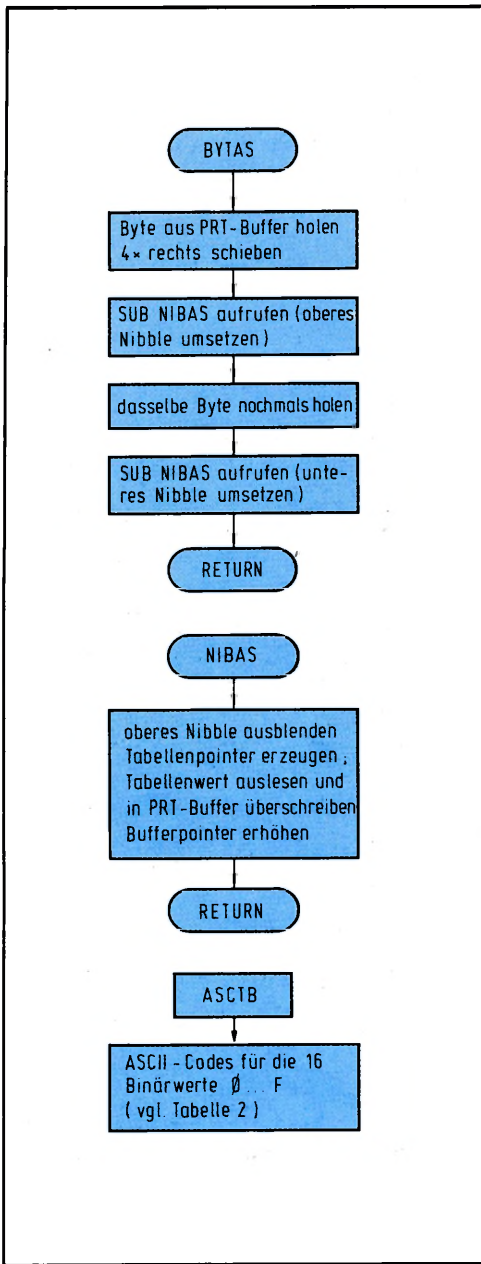 BYTAS
Byte aus PRT-Buffer holen
4× rechts schieben
SUB NIBAS aufrufen (oberes
Nibble umsetzen)
dasselbe Byte nochmals holen
SUB NIBAS aufrufen (unte-
res Nibble umsetzen)
RETURN
NIBAS
oberes Nibble ausblenden
Tabellenpointer erzeugen;
Tabellenwert auslesen und
in PRT-Buffer überschreiben
Bufferpointer erhöhen
RETURN
ASCTB
ASCII-Codes für die 16
Binärwerte Ø ... F
(vgl. Tabelle 2)